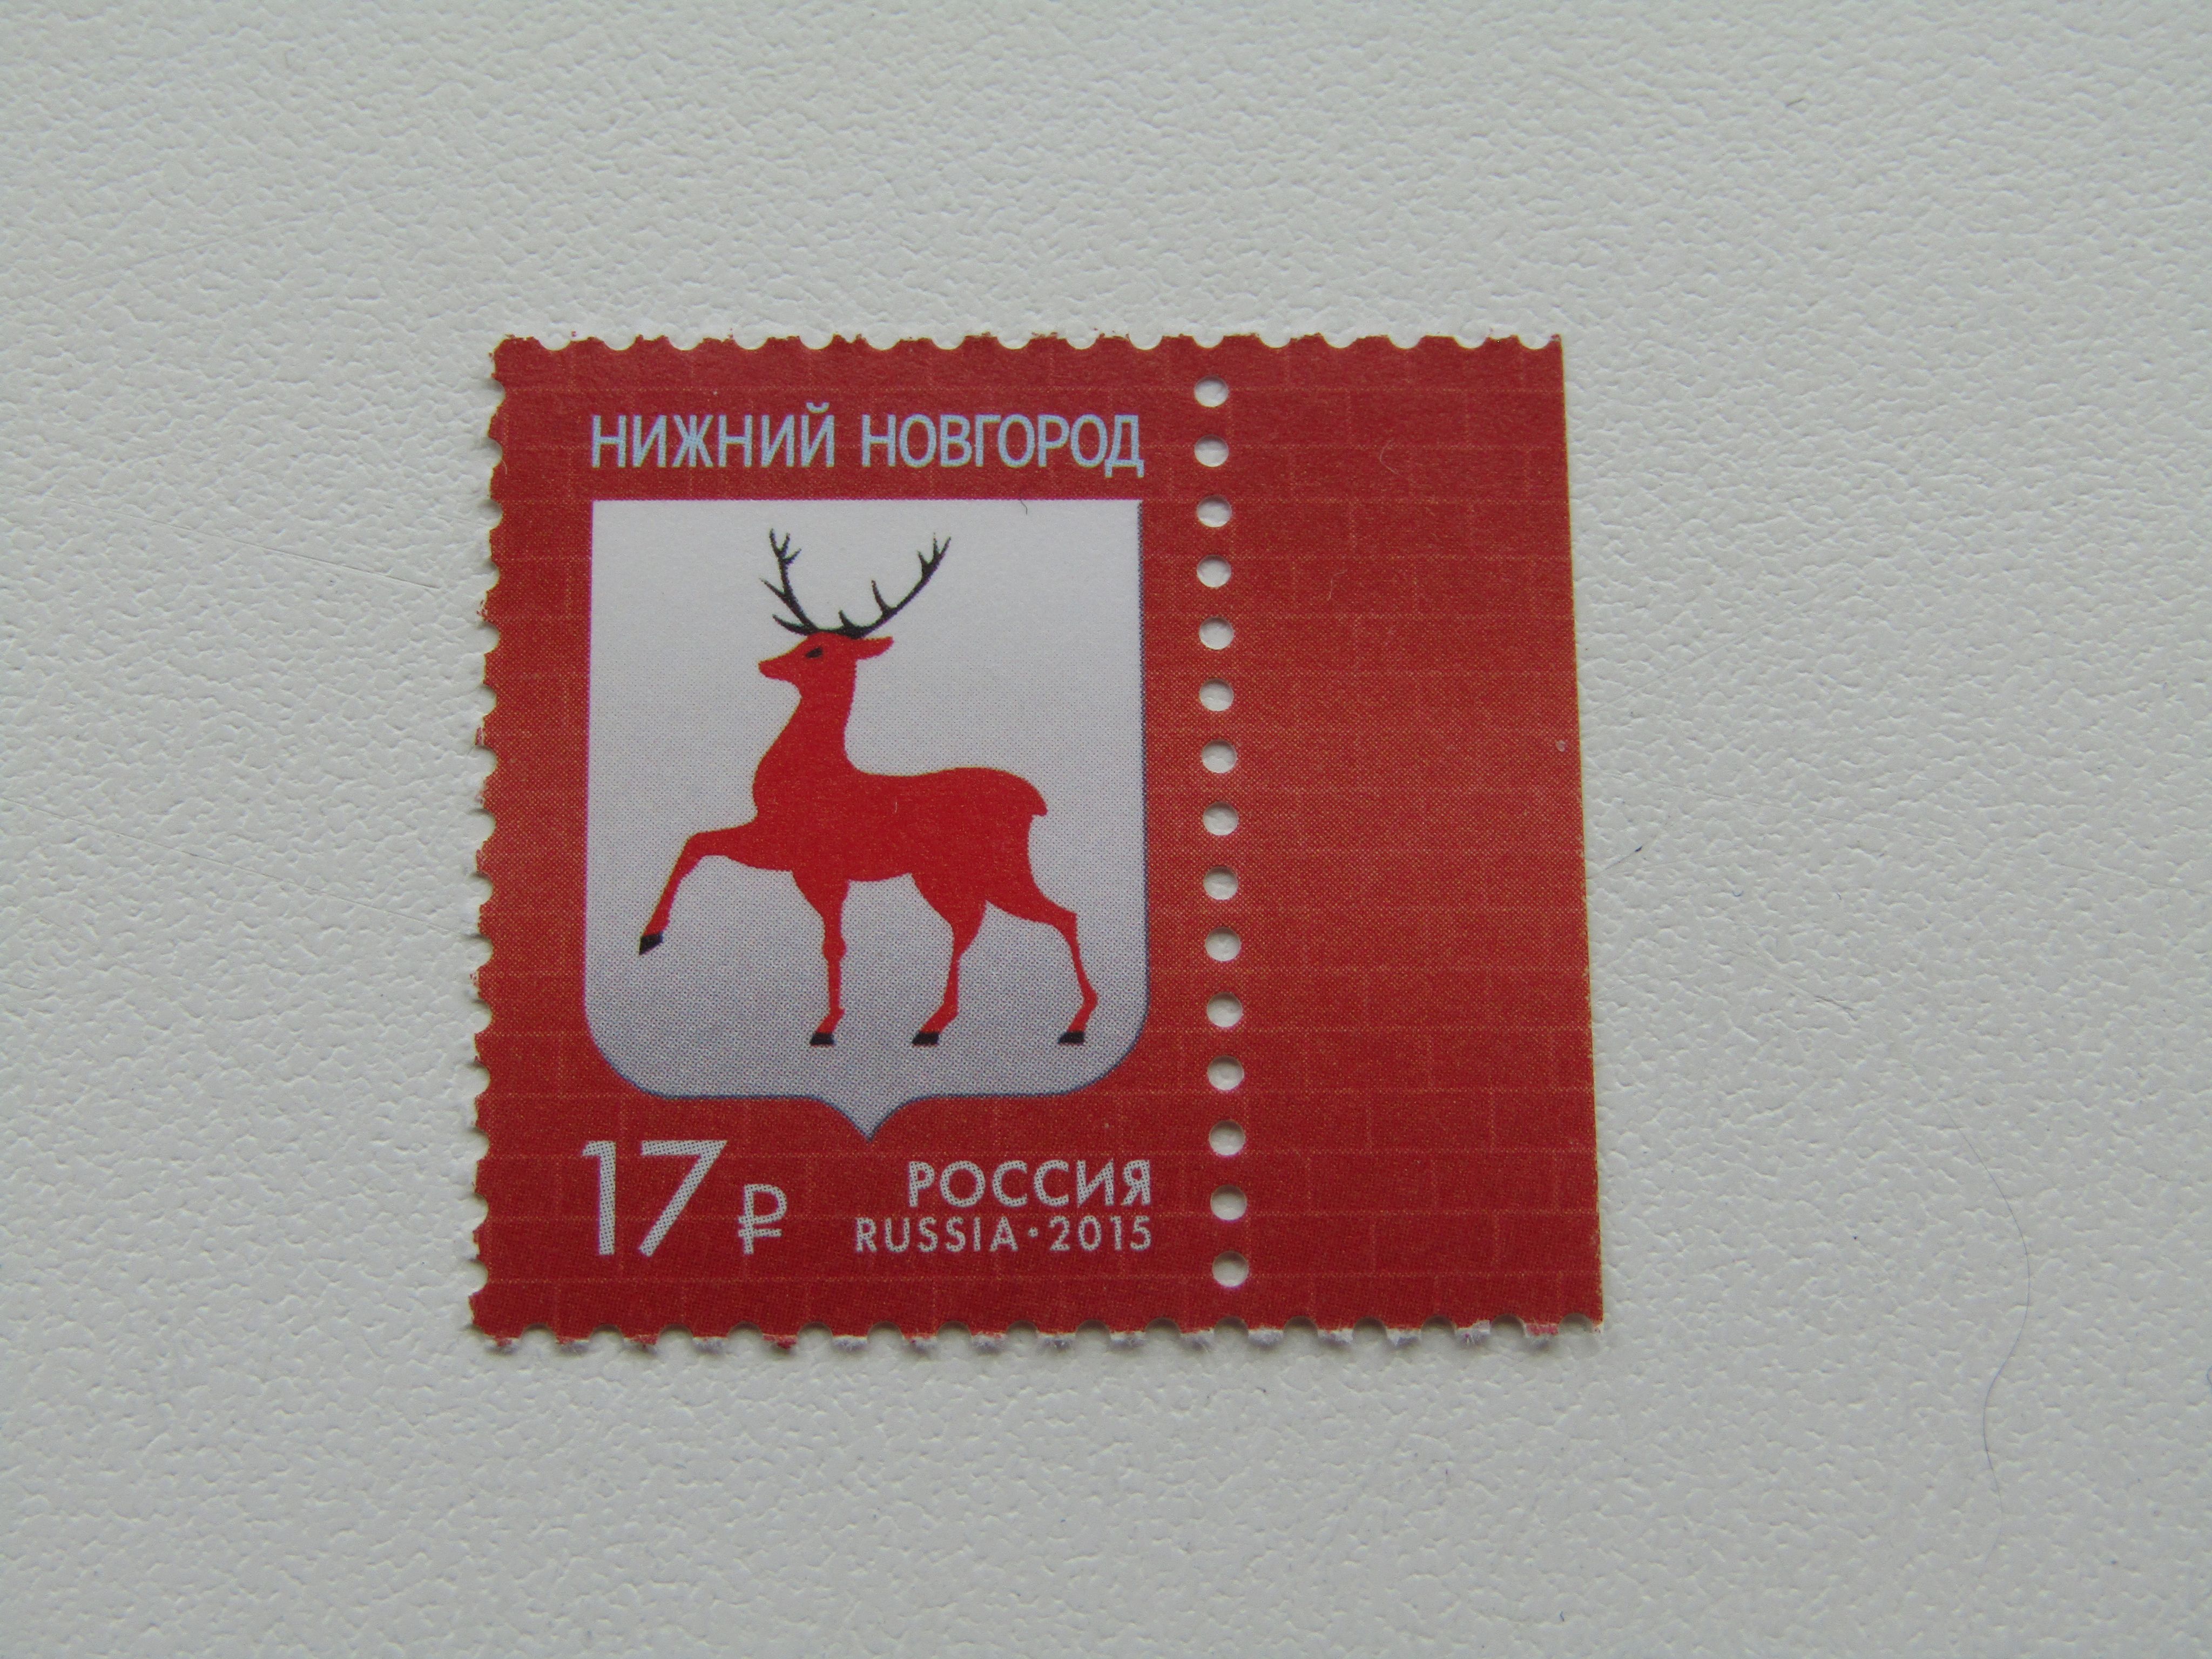 НИЖНИЙ НОВГОРОД
17 ₽
РОССИЯ
RUSSIA·2015